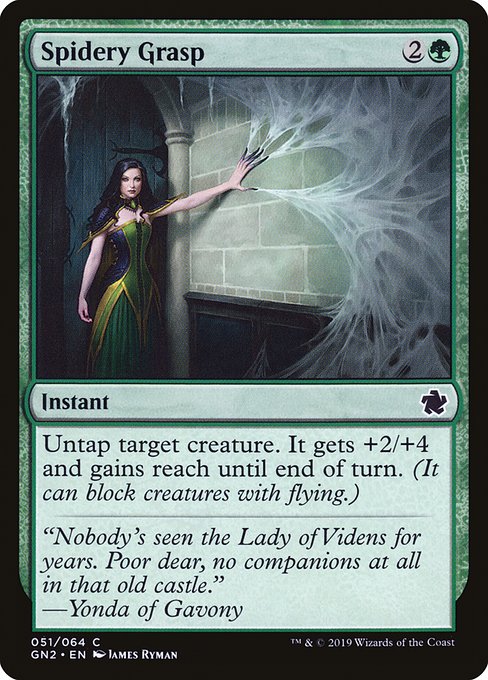 Spidery Grasp 2
Instant
Untap target creature. It gets +2/+4
and gains reach until end of turn. (It
can block creatures with flying.)
“Nobody’s seen the Lady of Videns for
years. Poor dear, no companions at all
in that old castle.”
—Yonda of Gavony
051/064 C
GN2 • EN James Ryman
™ & © 2019 Wizards of the Coast